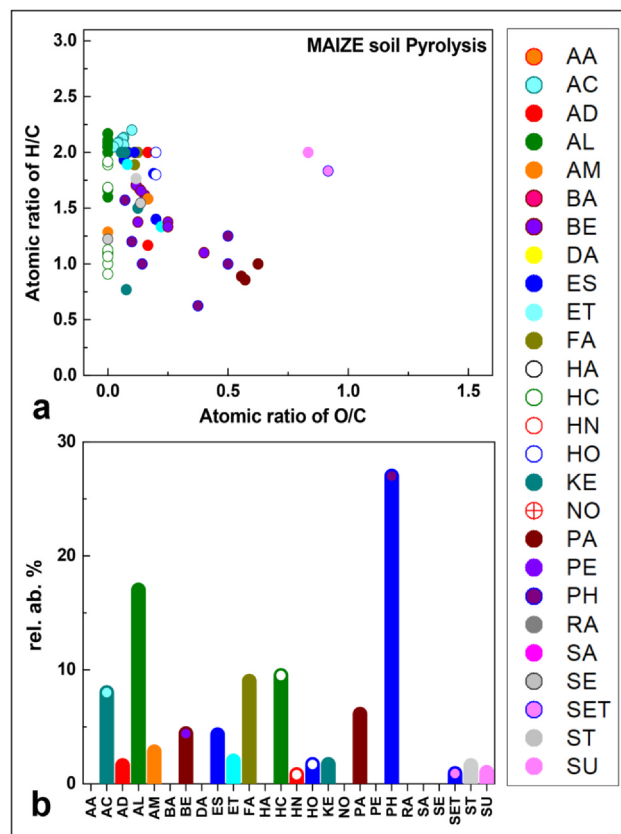 MAIZE soil Pyrolysis
Atomic ratio of H/C
3.0
2.5
2.0
1.5
1.0
0.5
0.0
0.0
0.5
1.0
1.5
Atomic ratio of O/C
a
rel. ab. %
30
20
10
0
AA
AC
AD
AL
AM
BA
BE
DA
ES
ET
FA
HA
HC
HN
HO
KE
NO
PA
PE
PH
RA
SA
SE
SET
ST
SU
b
AA
AC
AD
AL
AM
BA
BE
DA
ES
ET
FA
HA
HC
HN
HO
KE
NO
PA
PE
PH
RA
SA
SE
SET
ST
SU